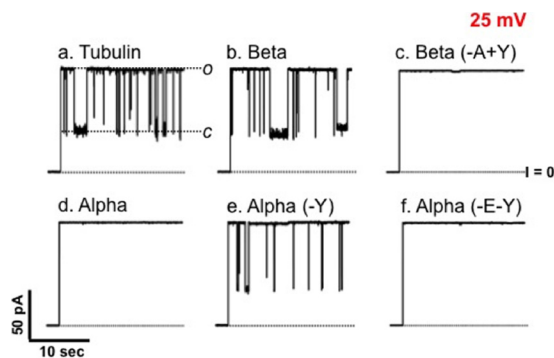 25 mV
a. Tubulin
b. Beta
c. Beta (-A+Y)
O
C
I = 0
d. Alpha
e. Alpha (-Y)
f. Alpha (-E-Y)
50 pA
10 sec